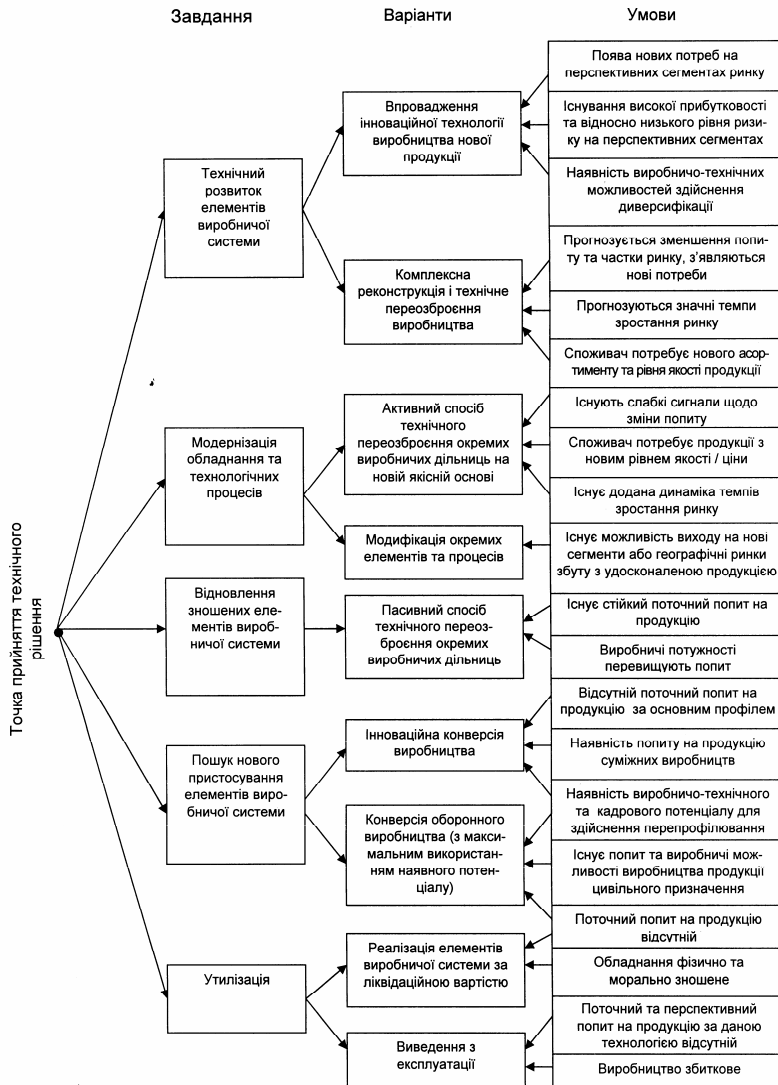 Завдання
Варіанти
Умови
Точка прийняття технічного
рішення
Технічний
розвиток
елементів
виробничої
системи
Модернізація
обладнання та
технологічних
процесів
Відновлення
зношених еле-
ментів вироб-
ничої системи
Пошук нового
пристосування
елементів виро-
бничої системи
Утилізація
Впровадження
інноваційної технології
виробництва нової
продукції
Комплексна
реконструкція і технічне
переозброєння
виробництва
Активний спосіб
технічного
переозброєння окремих
виробничих дільниць на
новій якісній основі
Модифікація окремих
елементів та процесів
Пасивний спосіб
технічного переоз-
броєння окремих
виробничих дільниць
Інноваційна конверсія
виробництва
Конверсія оборонного
виробництва (з макси-
мальним використан-
ням наявного потен-
ціалу)
Реалізація елементів
виробничої системи за
ліквідаційною вартістю
Виведення з
експлуатації
Поява нових потреб на
перспективних сегментах ринку
Існування високої прибутковості
та відносно низького рівня ризи-
ку на перспективних сегментах
Наявність виробничо-технічних
можливостей здійснення
диверсифікації
Прогнозується зменшення попи-
ту та частки ринку, з’являються
нові потреби
Прогнозуються значні темпи
зростання ринку
Споживач потребує нового асор-
тименту та рівня якості продукції
Існують слабкі сигнали щодо
зміни попиту
Споживач потребує продукції з
новим рівнем якості / ціни
Існує додана динаміка темпів
зростання ринку
Існує можливість виходу на нові
сегменти або географічні ринки
збуту з удосконаленою продукцією
Існує стійкий поточний попит на
продукцію
Виробничі потужності
перевищують попит
Відсутній поточний попит на
продукцію за основним профілем
Наявність попиту на продукцію
суміжних виробництв
Наявність виробничо-технічного
та кадрового потенціалу для
здійснення перепрофілювання
Існує попит та виробничі мож-
ливості виробництва продукції
цивільного призначення
Поточний попит на продукцію
відсутній
Обладнання фізично та
морально зношене
Поточний та перспективний
попит на продукцію за даною
технологією відсутній
Виробництво збиткове